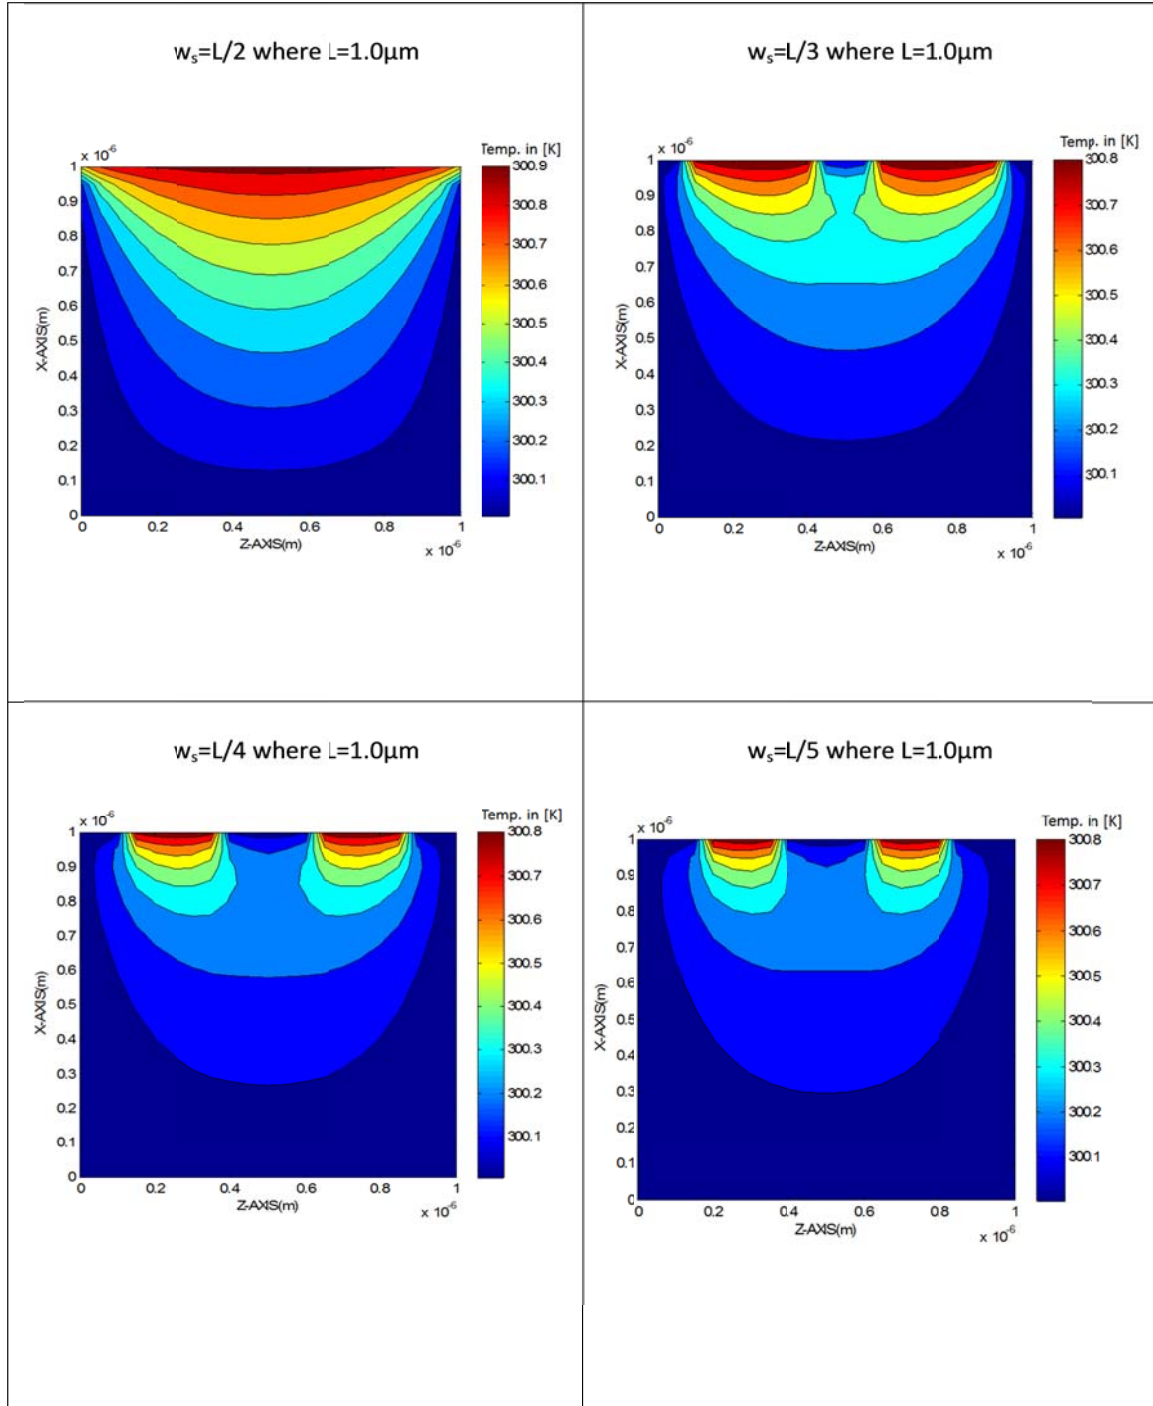 wₛ=L/2 where L=1.0µm
Temp. in [K]
x 10⁻⁶
1
0.9
0.8
0.7
0.6
0.5
0.4
0.3
0.2
0.1
0
X-AXIS(m)
0 0.2 0.4 0.6 0.8 1
Z-AXIS(m)
x 10⁻⁶
300.9
300.8
300.7
300.6
300.5
300.4
300.3
300.2
300.1
wₛ=L/3 where L=1.0µm
Temp. in [K]
x 10⁻⁶
1
0.9
0.8
0.7
0.6
0.5
0.4
0.3
0.2
0.1
0
X-AXIS(m)
0 0.2 0.4 0.6 0.8 1
Z-AXIS(m)
x 10⁻⁶
300.8
300.7
300.6
300.5
300.4
300.3
300.2
300.1
wₛ=L/4 where L=1.0µm
Temp. in [K]
x 10⁻⁶
1
0.9
0.8
0.7
0.6
0.5
0.4
0.3
0.2
0.1
0
X-AXIS(m)
0 0.2 0.4 0.6 0.8 1
Z-AXIS(m)
x 10⁻⁶
300.8
300.7
300.6
300.5
300.4
300.3
300.2
300.1
wₛ=L/5 where L=1.0µm
Temp. in [K]
x 10⁻⁶
1
0.9
0.8
0.7
0.6
0.5
0.4
0.3
0.2
0.1
0
X-AXIS(m)
0 0.2 0.4 0.6 0.8 1
Z-AXIS(m)
x 10⁻⁶
300.8
300.7
300.6
300.5
300.4
300.3
300.2
300.1